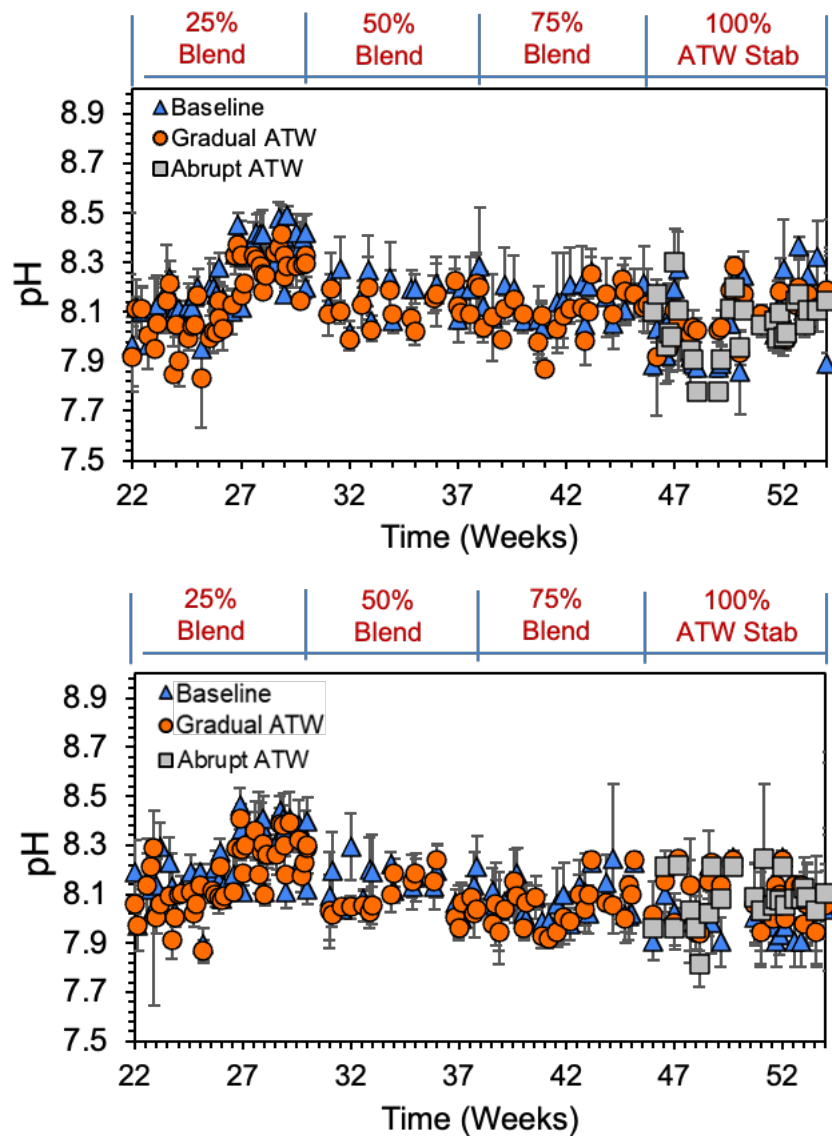 25% 50% 75% 100%
Blend Blend Blend ATW Stab
8.9
8.7
8.5
8.3
8.1
7.9
7.7
7.5
pH
Baseline
Gradual ATW
Abrupt ATW
22 27 32 37 42 47 52
Time (Weeks)
25% 50% 75% 100%
Blend Blend Blend ATW Stab
8.9
8.7
8.5
8.3
8.1
7.9
7.7
7.5
pH
Baseline
Gradual ATW
Abrupt ATW
22 27 32 37 42 47 52
Time (Weeks)